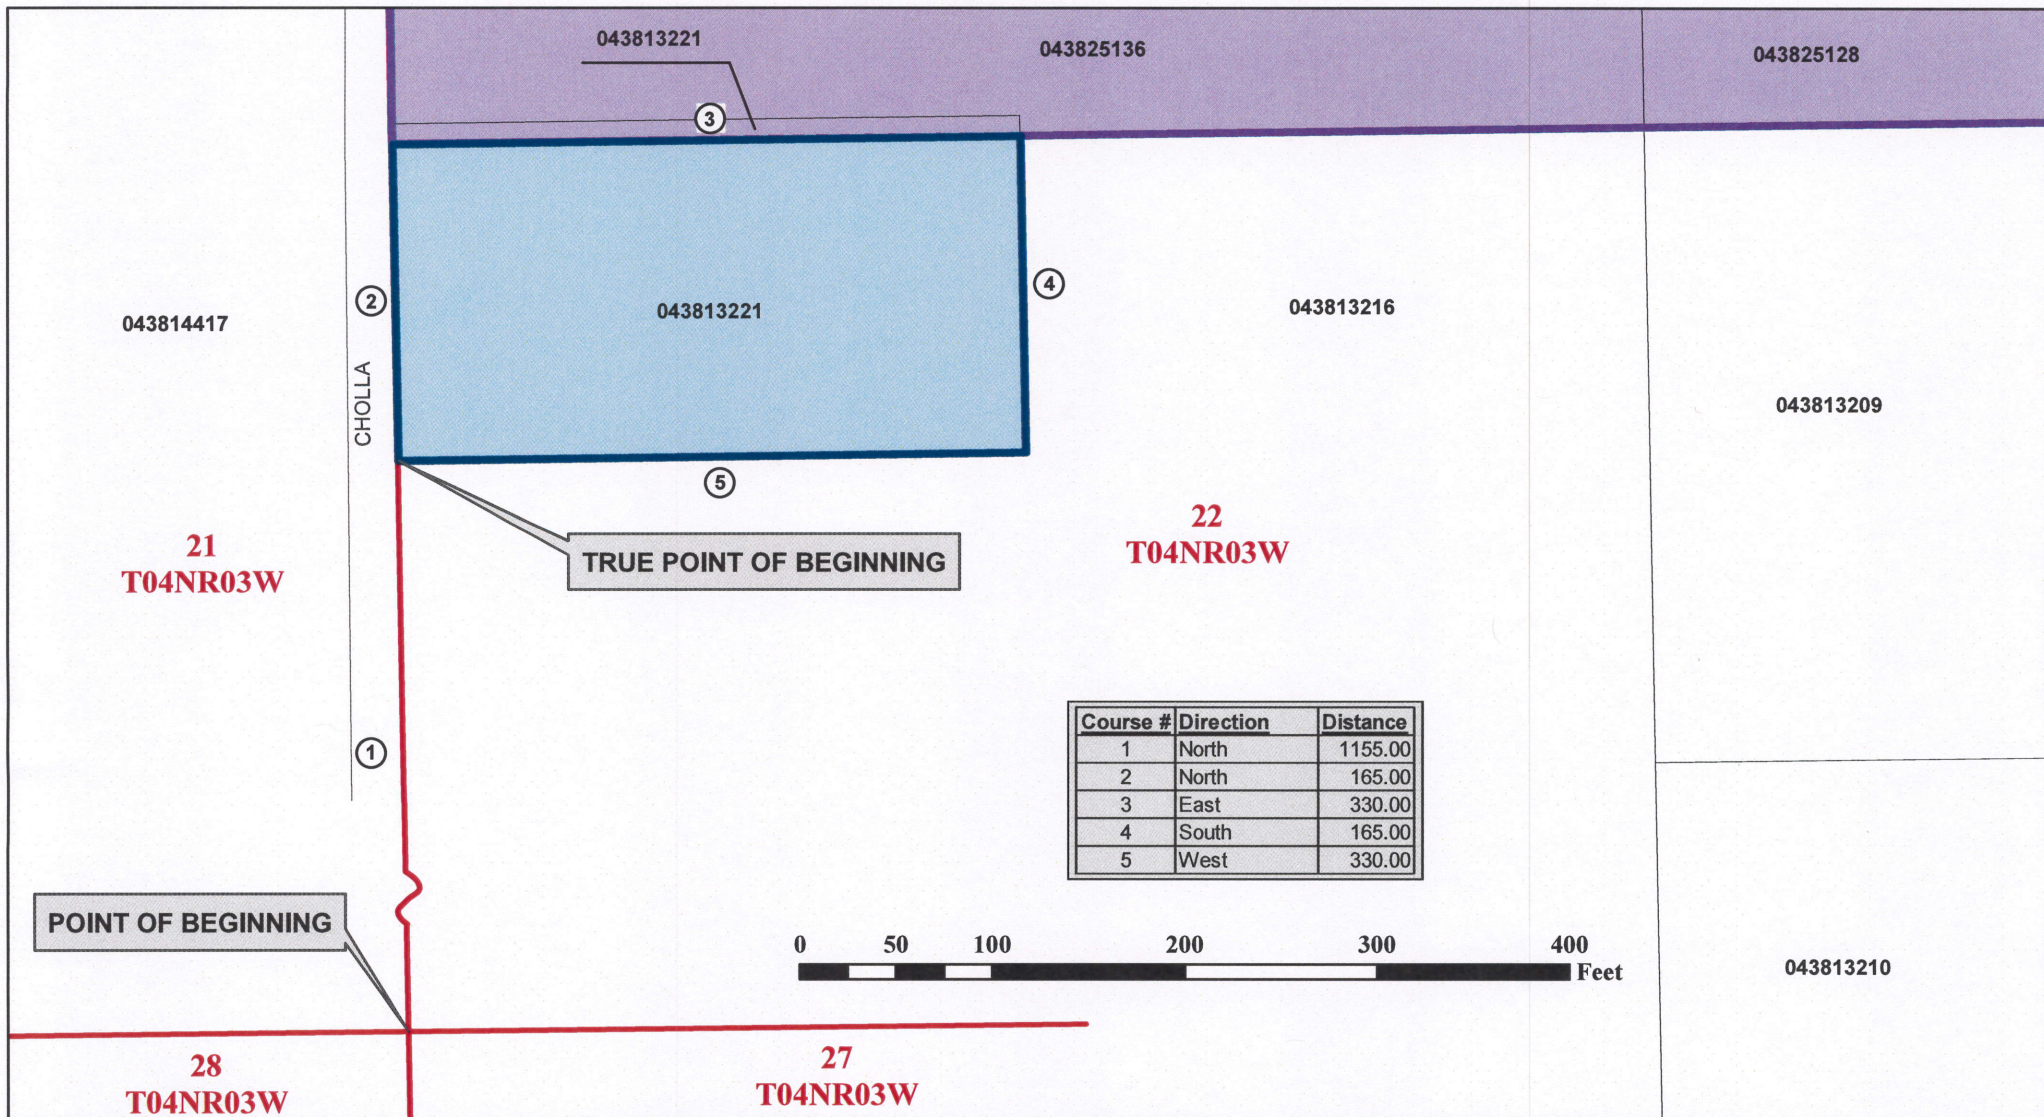 043813221
043825136
043825128
3
2
4
043814417
043813221
043813216
CHOLLA
043813209
5
21
T04NR03W
TRUE POINT OF BEGINNING
22
T04NR03W
1
Course # Direction Distance
1 North 1155.00
2 North 165.00
3 East 330.00
4 South 165.00
5 West 330.00
POINT OF BEGINNING
0 50 100 200 300 400
Feet
043813210
28
T04NR03W
27
T04NR03W